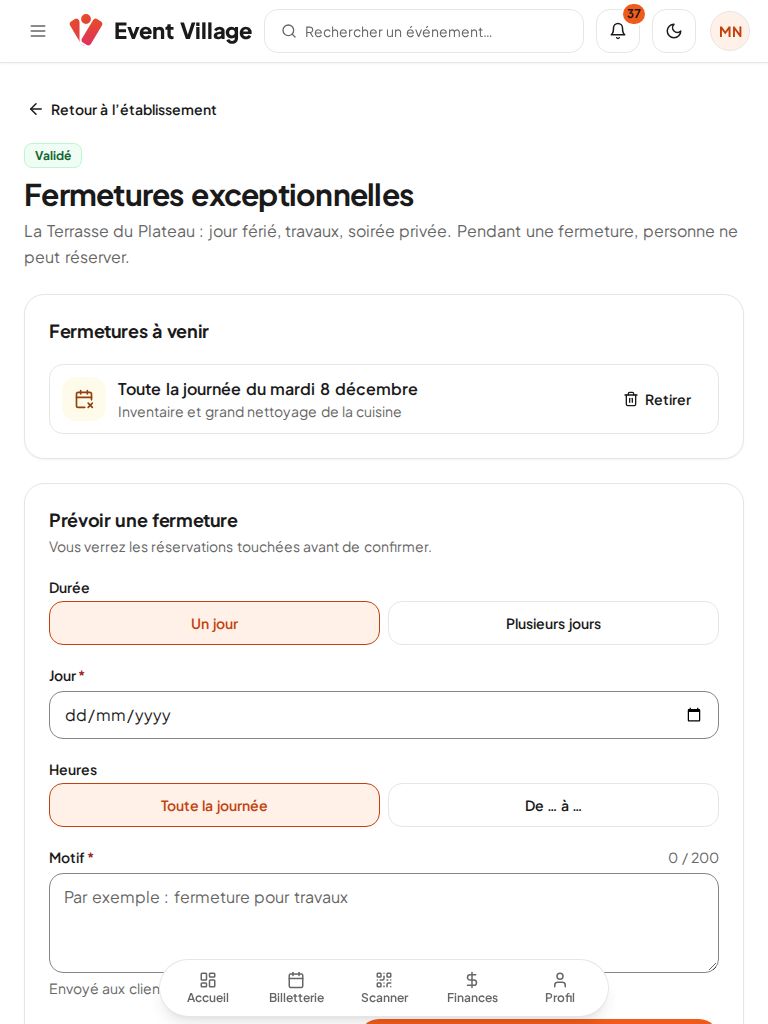 Event Village
Rechercher un événement…
37
MN
Retour à l’établissement
Validé
Fermetures exceptionnelles
La Terrasse du Plateau : jour férié, travaux, soirée privée. Pendant une fermeture, personne ne
peut réserver.
Fermetures à venir
Toute la journée du mardi 8 décembre
Inventaire et grand nettoyage de la cuisine
Retirer
Prévoir une fermeture
Vous verrez les réservations touchées avant de confirmer.
Durée
Un jour
Plusieurs jours
Jour *
dd/mm/yyyy
Heures
Toute la journée
De … à …
Motif *
0 / 200
Par exemple : fermeture pour travaux
Envoyé aux
Accueil
Billetterie
Scanner
Finances
Profil